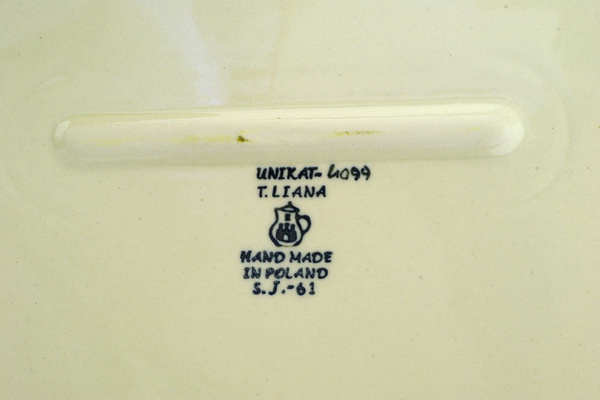 UNIKAT- 4099
T. LIANA
HAND MADE
IN POLAND
S.J.-61